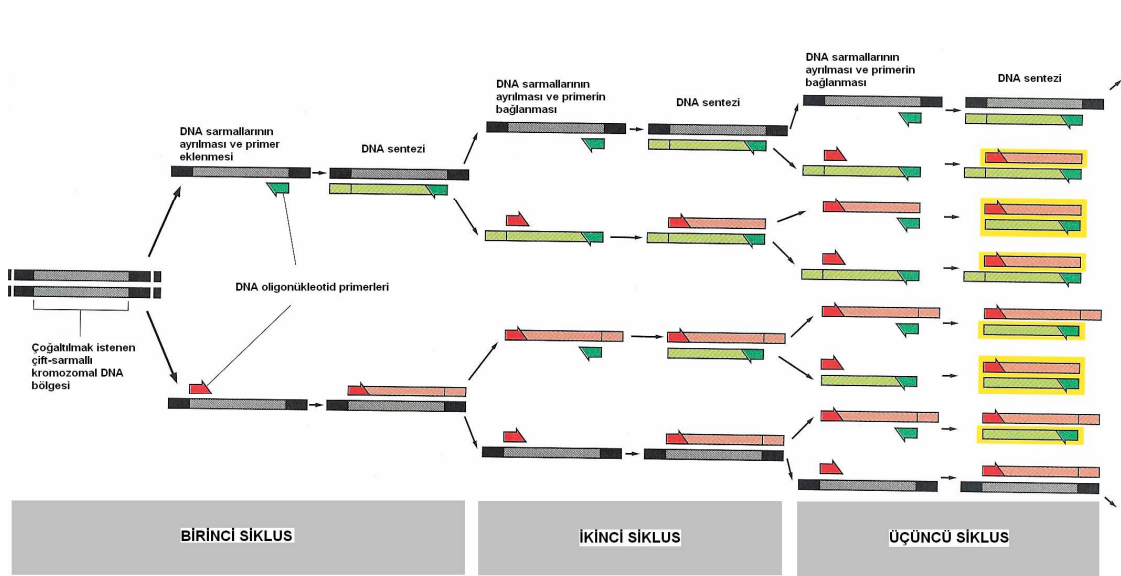 DNA sarmallarının
ayrılması ve primer
eklenmesi
DNA sentezi
DNA sarmallarının
ayrılması ve primerin
bağlanması
DNA sentezi
DNA sarmallarının
ayrılması ve primerin
bağlanması
DNA sentezi
DNA oligonükleotid primerleri
Çoğaltılmak istenen
çift-sarmallı
kromozomal DNA
bölgesi
BİRİNCİ SİKLUS
İKİNCİ SİKLUS
ÜÇÜNCÜ SİKLUS